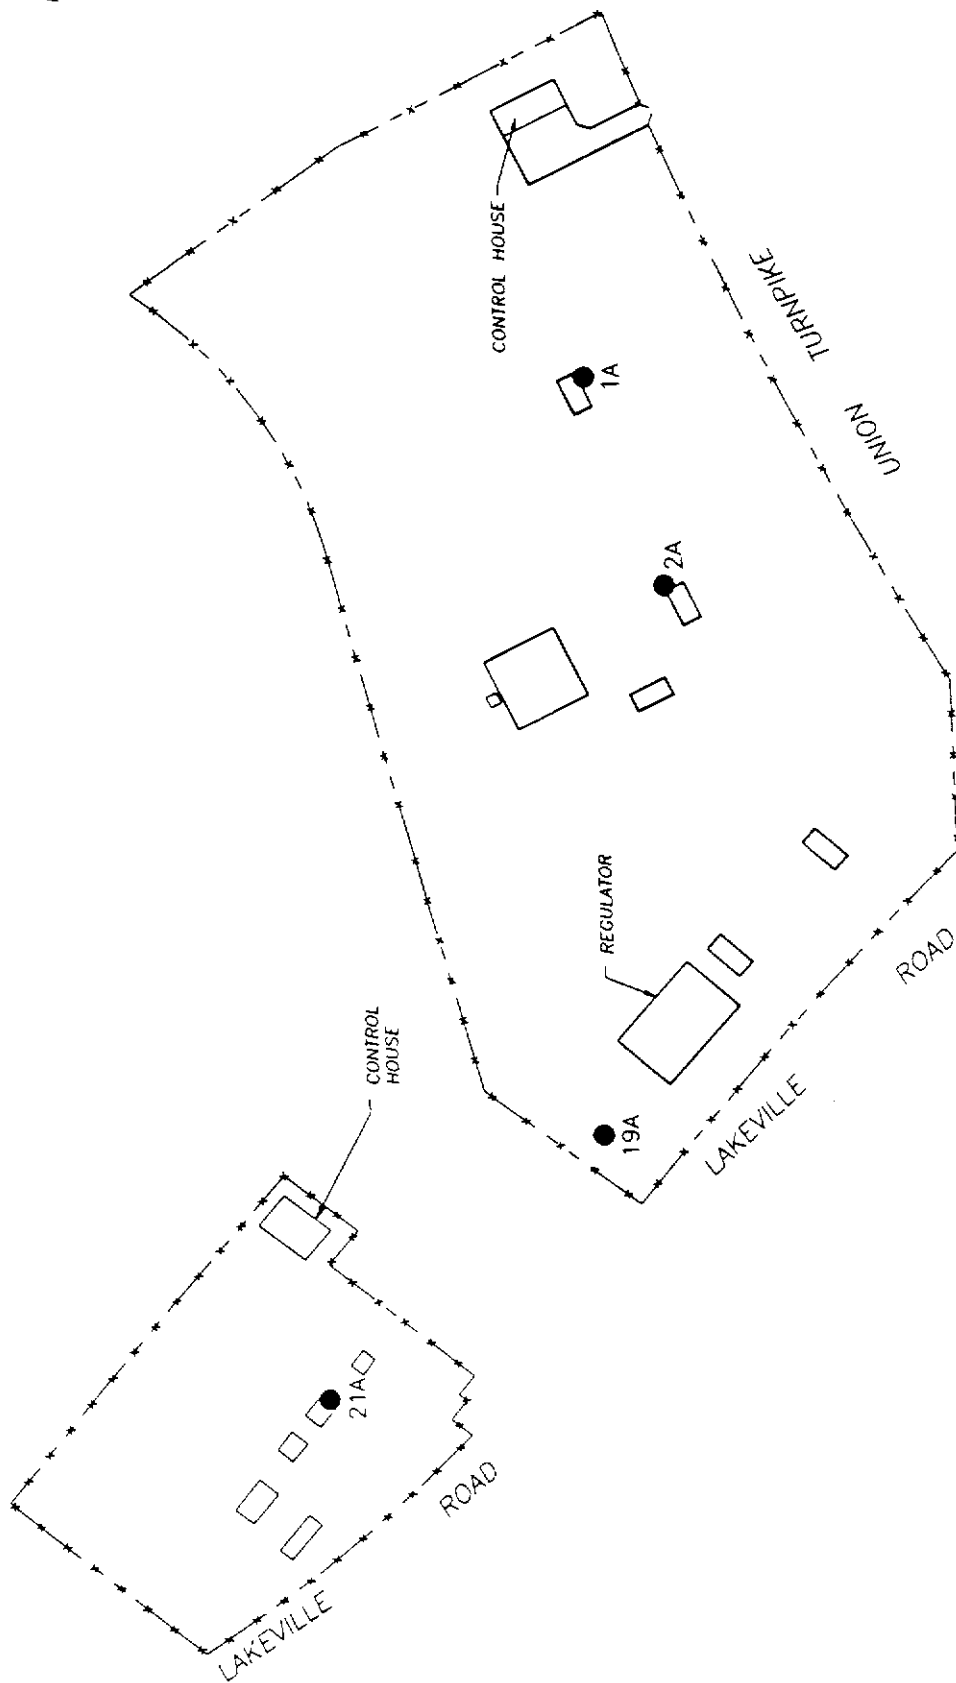 CONTROL HOUSE
UNION TURNPIKE
1A
2A
REGULATOR
LAKEVILLE ROAD
19A
CONTROL
HOUSE
21A
LAKEVILLE ROAD